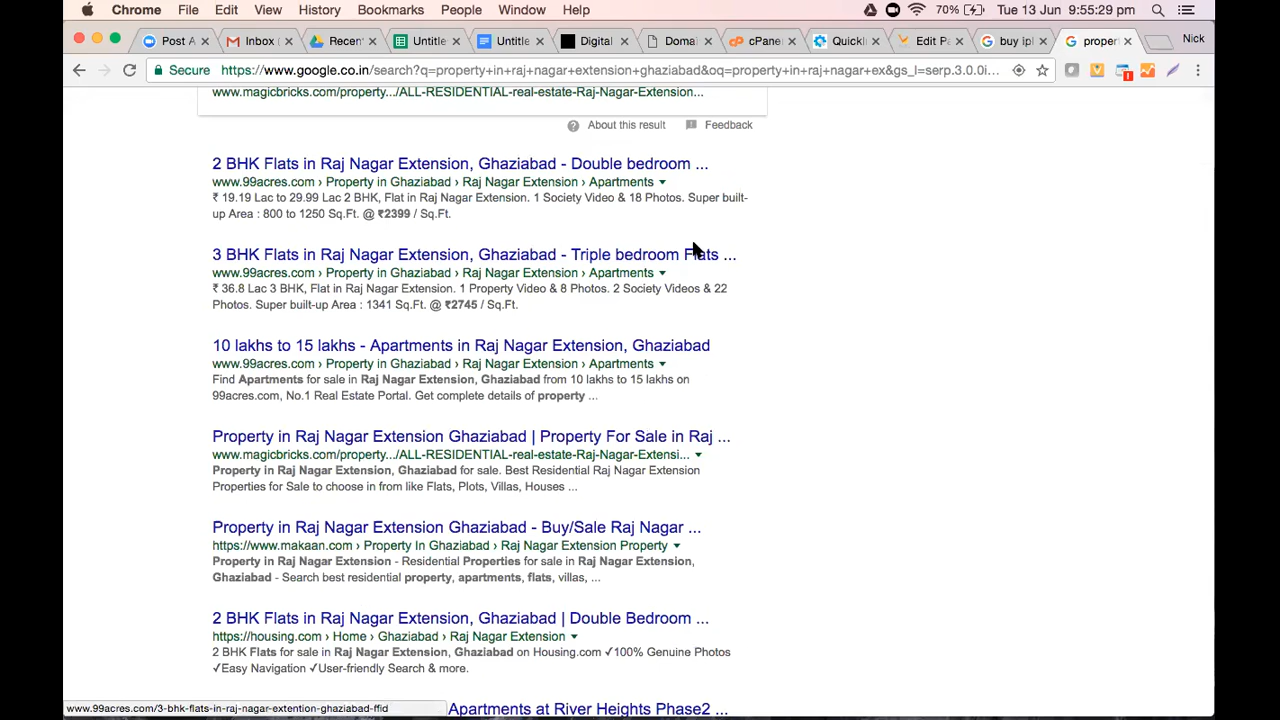 Chrome File Edit View History Bookmarks People Window Help 70% Tue 13 Jun 9:55:29 pm
Post A Inbox ( Recen Untitle Untitle Digital Domai cPane QuickI Edit P buy ipl proper Nick
Secure https://www.google.co.in/search?q=property+in+raj+nagar+extension+ghaziabad&oq=property+in+raj+nagar+ex&gs_l=serp.3.0.0i...
www.magicbricks.com/property.../ALL-RESIDENTIAL-real-estate-Raj-Nagar-Extension...
About this result Feedback
2 BHK Flats in Raj Nagar Extension, Ghaziabad - Double bedroom ...
www.99acres.com › Property in Ghaziabad › Raj Nagar Extension › Apartments
₹ 19.19 Lac to 29.99 Lac 2 BHK, Flat in Raj Nagar Extension. 1 Society Video & 18 Photos. Super built-
up Area : 800 to 1250 Sq.Ft. @ ₹2399 / Sq.Ft.
3 BHK Flats in Raj Nagar Extension, Ghaziabad - Triple bedroom Flats ...
www.99acres.com › Property in Ghaziabad › Raj Nagar Extension › Apartments
₹ 36.8 Lac 3 BHK, Flat in Raj Nagar Extension. 1 Property Video & 8 Photos. 2 Society Videos & 22
Photos. Super built-up Area : 1341 Sq.Ft. @ ₹2745 / Sq.Ft.
10 lakhs to 15 lakhs - Apartments in Raj Nagar Extension, Ghaziabad
www.99acres.com › Property in Ghaziabad › Raj Nagar Extension › Apartments
Find Apartments for sale in Raj Nagar Extension, Ghaziabad from 10 lakhs to 15 lakhs on
99acres.com, No.1 Real Estate Portal. Get complete details of property ...
Property in Raj Nagar Extension Ghaziabad | Property For Sale in Raj ...
www.magicbricks.com/property.../ALL-RESIDENTIAL-real-estate-Raj-Nagar-Extensi...
Property in Raj Nagar Extension, Ghaziabad for sale. Best Residential Raj Nagar Extension
Properties for Sale to choose in from like Flats, Plots, Villas, Houses ...
Property in Raj Nagar Extension Ghaziabad - Buy/Sale Raj Nagar ...
https://www.makaan.com › Property In Ghaziabad › Raj Nagar Extension Property
Property in Raj Nagar Extension - Residential Properties for sale in Raj Nagar Extension,
Ghaziabad - Search best residential property, apartments, flats, villas, ...
2 BHK Flats in Raj Nagar Extension, Ghaziabad | Double Bedroom ...
https://housing.com › Home › Ghaziabad › Raj Nagar Extension
2 BHK Flats for sale in Raj Nagar Extension, Ghaziabad on Housing.com ✓100% Genuine Photos
✓Easy Navigation ✓User-friendly Search & more.
www.99acres.com/3-bhk-flats-in-raj-nagar-extention-ghaziabad-ffid Apartments at River Heights Phase2 ...